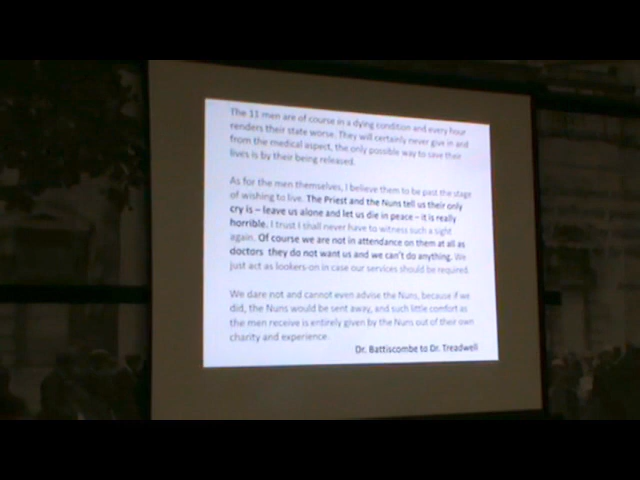 The 11 men are of course in a dying condition and every hour
renders their state worse. They will certainly never give in and
from the medical aspect, the only possible way to save their
lives is by their being released.
As for the men themselves, I believe them to be past the stage
of wishing to live. The Priest and the Nuns tell us their only
cry is – leave us alone and let us die in peace – it is really
horrible. I trust I shall never have to witness such a sight
again. Of course we are not in attendance on them at all as
doctors they do not want us and we can't do anything. We
just act as lookers-on in case our services should be required.
We dare not and cannot even advise the Nuns, because if we
did, the Nuns would be sent away, and such little comfort as
the men receive is entirely given by the Nuns out of their own
charity and experience.
Dr. Battiscombe to Dr. Treadwell